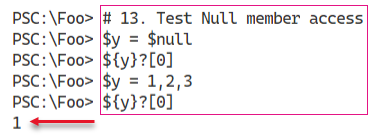 PSC:\Foo> # 13. Test Null member access
PSC:\Foo> $y = $null
PSC:\Foo> ${y}?[0]
PSC:\Foo> $y = 1,2,3
PSC:\Foo> ${y}?[0]
1